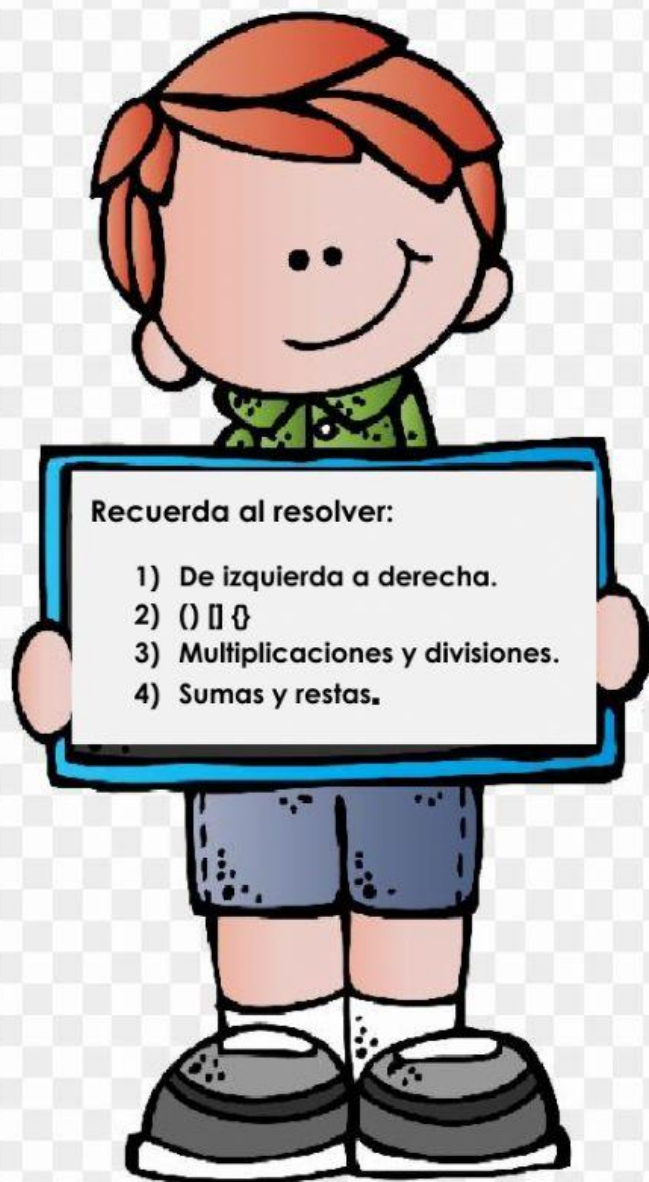 Recuerda al resolver:
1) De izquierda a derecha.
2) () [] {}
3) Multiplicaciones y divisiones.
4) Sumas y restas.